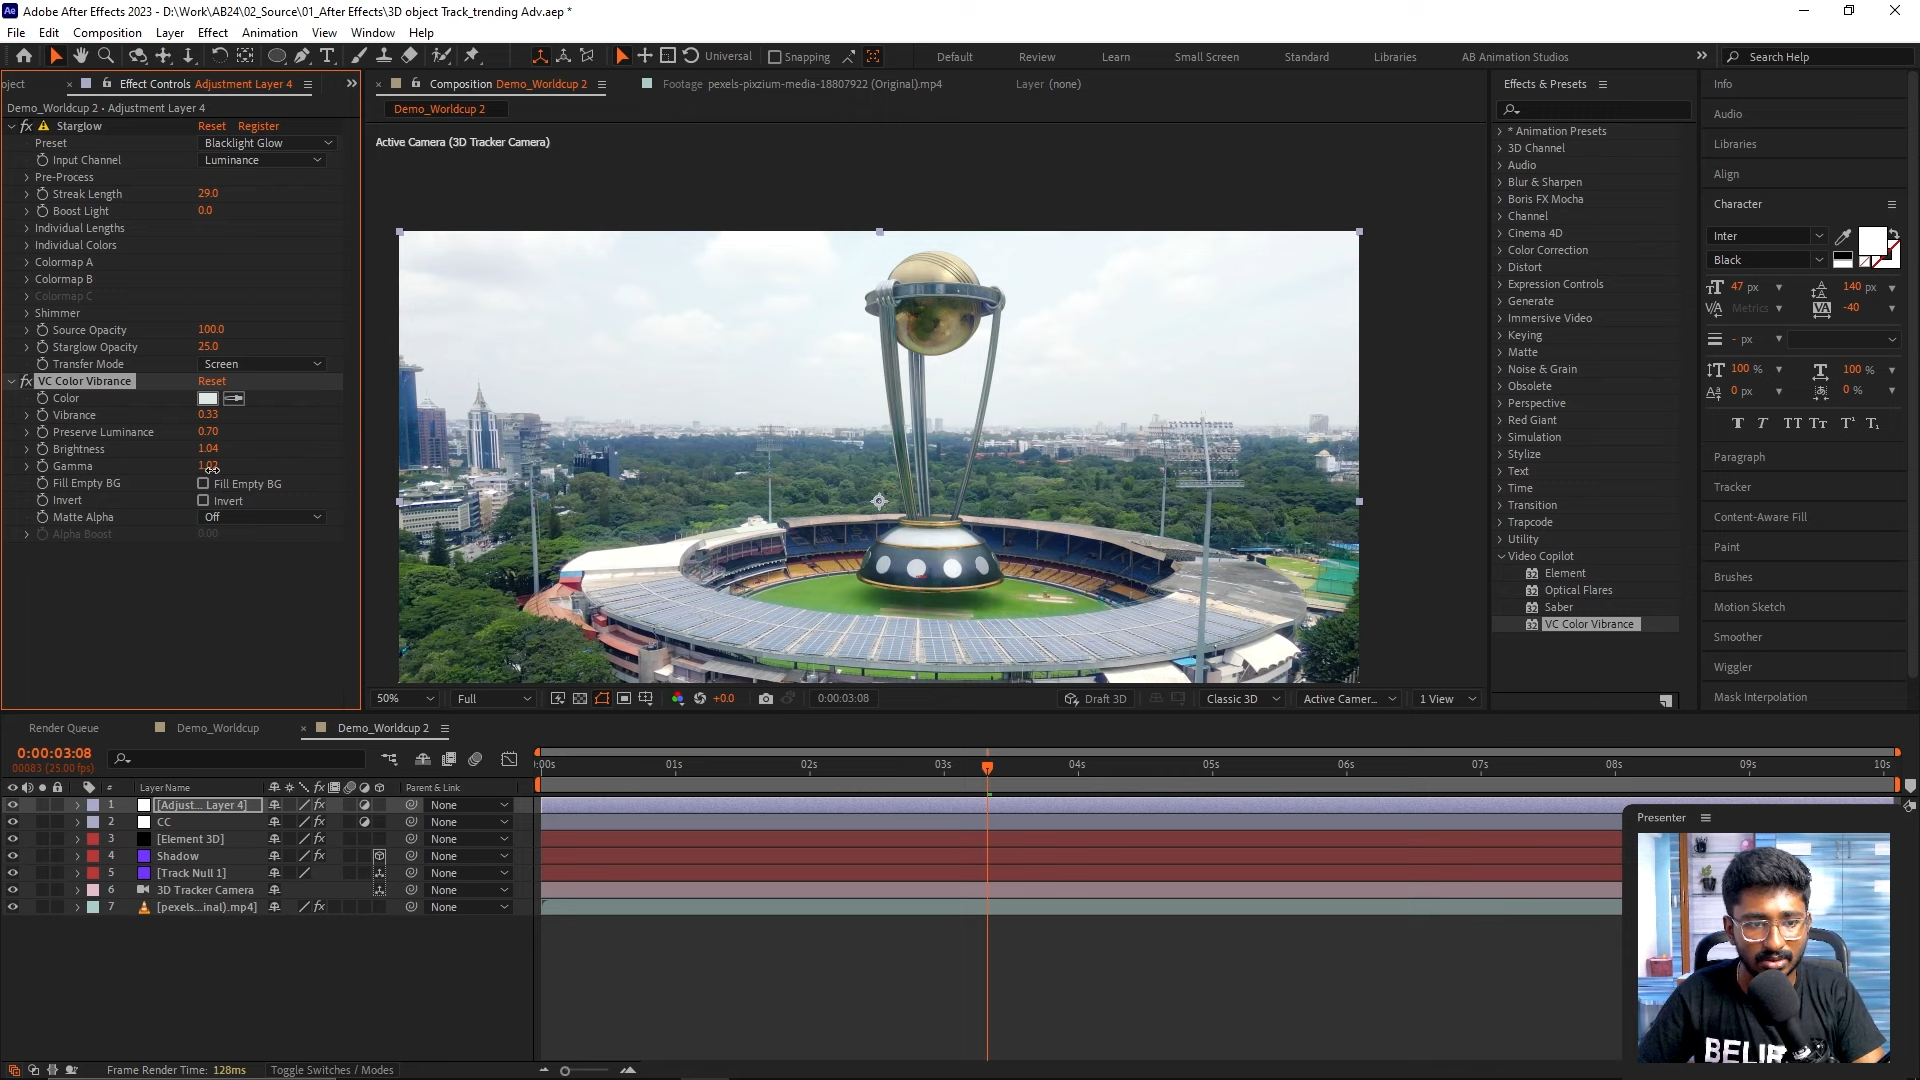 Adobe After Effects 2023 - D:\Work\AB24\02_Source\01_After Effects\3D object Track_trending Adv.aep *
File Edit Composition Layer Effect Animation View Window Help
Universal Snapping Default Review Learn Small Screen Standard Libraries AB Animation Studios Search Help
oject Effect Controls Adjustment Layer 4
Demo_Worldcup 2 • Adjustment Layer 4
Starglow Reset Register
Preset Blacklight Glow
Input Channel Luminance
Pre-Process
Streak Length 29.0
Boost Light 0.0
Individual Lengths
Individual Colors
Colormap A
Colormap B
Colormap C
Shimmer
Source Opacity 100.0
Starglow Opacity 25.0
Transfer Mode Screen
VC Color Vibrance Reset
Color
Vibrance 0.33
Preserve Luminance 0.70
Brightness 1.04
Gamma
Fill Empty BG Fill Empty BG
Invert Invert
Matte Alpha Off
Alpha Boost 0.00
Composition Demo_Worldcup 2 Footage pexels-pixzium-media-18807922 (Original).mp4 Layer (none)
Demo_Worldcup 2
Active Camera (3D Tracker Camera)
50% Full +0.0 0:00:03:08 Draft 3D Classic 3D Active Camer... 1 View
Effects & Presets
* Animation Presets
3D Channel
Audio
Blur & Sharpen
Boris FX Mocha
Channel
Cinema 4D
Color Correction
Distort
Expression Controls
Generate
Immersive Video
Keying
Matte
Noise & Grain
Obsolete
Perspective
Red Giant
Simulation
Stylize
Text
Time
Transition
Trapcode
Utility
Video Copilot
32 Element
32 Optical Flares
32 Saber
32 VC Color Vibrance
Info
Audio
Libraries
Align
Character
Inter
Black
47 px 140 px
Metrics -40
- px
100 % 100 %
0 px 0 %
T T TT Tt T¹ T₁
Paragraph
Tracker
Content-Aware Fill
Paint
Brushes
Motion Sketch
Smoother
Wiggler
Mask Interpolation
Render Queue Demo_Worldcup Demo_Worldcup 2
0:00:03:08
00083 (25.00 fps)
:00s 01s 02s 03s 04s 05s 06s 07s 08s 09s 10s
# Layer Name Parent & Link
1 [Adjust... Layer 4] None
2 CC None
3 [Element 3D] None
4 Shadow None
5 [Track Null 1] None
6 3D Tracker Camera None
7 [pexels...inal).mp4] None
Presenter
Frame Render Time: 128ms Toggle Switches / Modes